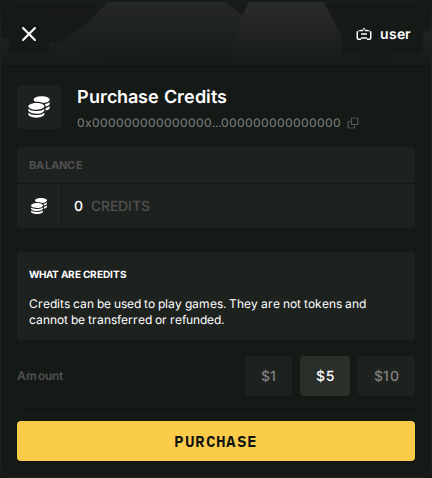 user
Purchase Credits
0x000000000000000...000000000000000
BALANCE
0 CREDITS
WHAT ARE CREDITS
Credits can be used to play games. They are not tokens and
cannot be transferred or refunded.
Amount $1 $5 $10
PURCHASE